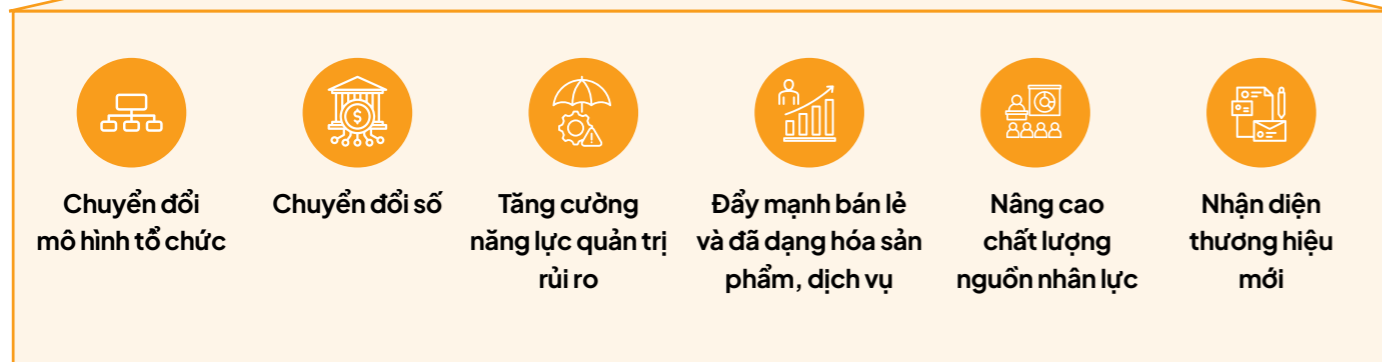 Chuyển đổi
mô hình tổ chức
Chuyển đổi số
Tăng cường
năng lực quản trị
rủi ro
Đẩy mạnh bán lẻ
và đã dạng hóa sản
phẩm, dịch vụ
Nâng cao
chất lượng
nguồn nhân lực
Nhận diện
thương hiệu
mới